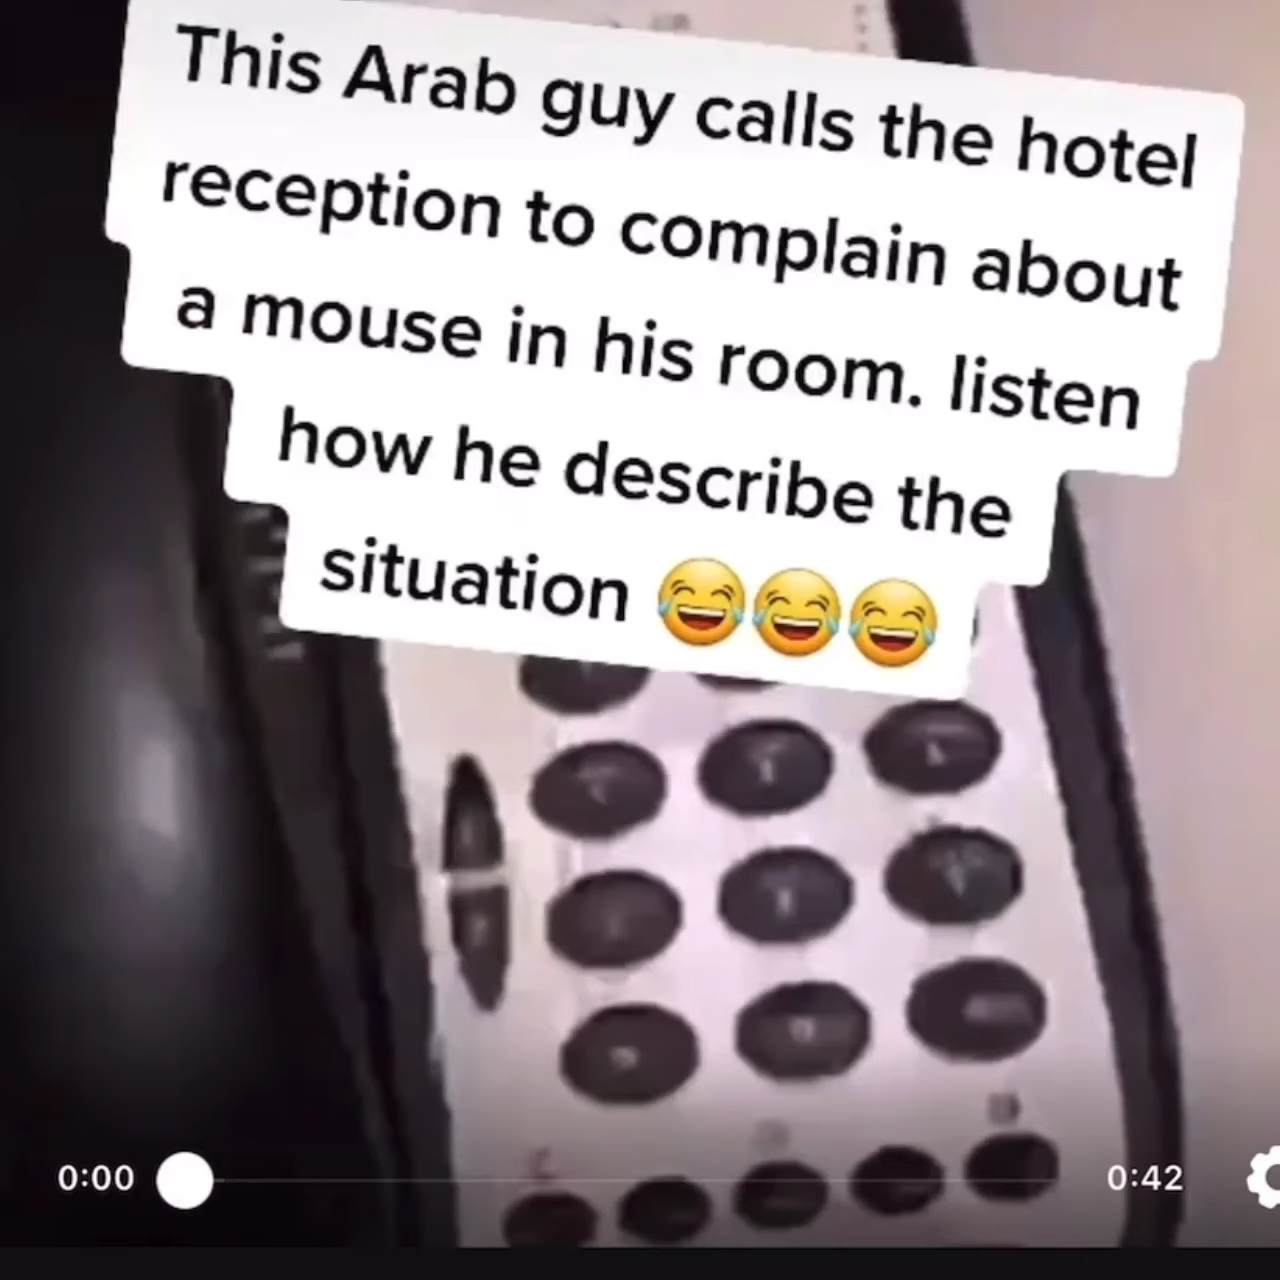 This Arab guy calls the hotel
reception to complain about
a mouse in his room. listen
how he describe the
situation 😂😂😂
0:00
0:42